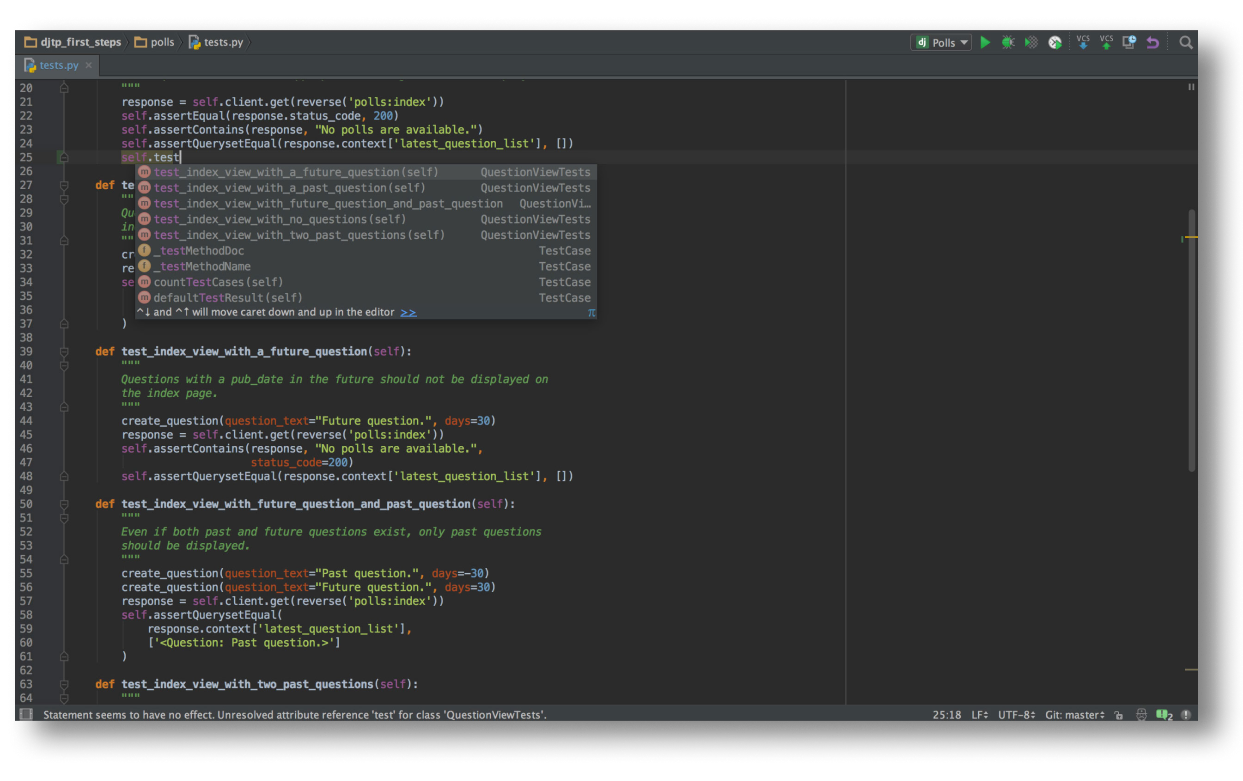 djtp_first_steps polls tests.py
dj Polls VCS VCS
tests.py ×
20 """
21 response = self.client.get(reverse('polls:index'))
22 self.assertEqual(response.status_code, 200)
23 self.assertContains(response, "No polls are available.")
24 self.assertQuerysetEqual(response.context['latest_question_list'], [])
25 self.test
26 m test_index_view_with_a_future_question(self) QuestionViewTests
27 def te m test_index_view_with_a_past_question(self) QuestionViewTests
28 "" m test_index_view_with_future_question_and_past_question QuestionVi…
29 Qu m test_index_view_with_no_questions(self) QuestionViewTests
30 in m test_index_view_with_two_past_questions(self) QuestionViewTests
31 "" f _testMethodDoc TestCase
32 cr
33 re f _testMethodName TestCase
34 se m countTestCases(self) TestCase
35 m defaultTestResult(self) TestCase
36 ^↓ and ^↑ will move caret down and up in the editor >> π
37 )
38
39 def test_index_view_with_a_future_question(self):
40 """
41 Questions with a pub_date in the future should not be displayed on
42 the index page.
43 """
44 create_question(question_text="Future question.", days=30)
45 response = self.client.get(reverse('polls:index'))
46 self.assertContains(response, "No polls are available.",
47 status_code=200)
48 self.assertQuerysetEqual(response.context['latest_question_list'], [])
49
50 def test_index_view_with_future_question_and_past_question(self):
51 """
52 Even if both past and future questions exist, only past questions
53 should be displayed.
54 """
55 create_question(question_text="Past question.", days=-30)
56 create_question(question_text="Future question.", days=30)
57 response = self.client.get(reverse('polls:index'))
58 self.assertQuerysetEqual(
59 response.context['latest_question_list'],
60 ['<Question: Past question.>']
61 )
62
63 def test_index_view_with_two_past_questions(self):
64 """
Statement seems to have no effect. Unresolved attribute reference 'test' for class 'QuestionViewTests'. 25:18 LF÷ UTF-8÷ Git: master÷ 2